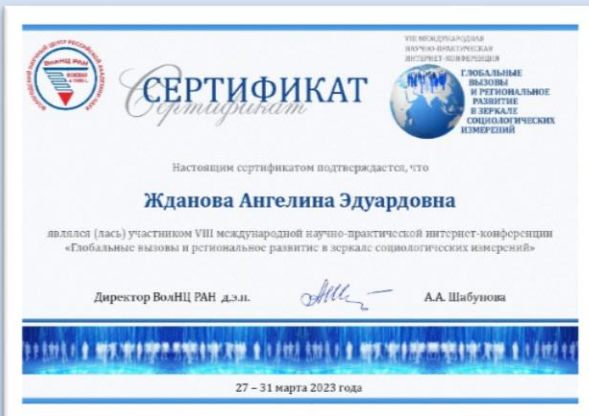 VIII МЕЖДУНАРОДНАЯ
НАУЧНО-ПРАКТИЧЕСКАЯ
ИНТЕРНЕТ-КОНФЕРЕНЦИЯ
ВолНЦ РАН
СЕРТИФИКАТ
Сертификат
ГЛОБАЛЬНЫЕ
ВЫЗОВЫ
И РЕГИОНАЛЬНОЕ
РАЗВИТИЕ
В ЗЕРКАЛЕ
СОЦИОЛОГИЧЕСКИХ
ИЗМЕРЕНИЙ
Настоящим сертификатом подтверждается, что
Жданова Ангелина Эдуардовна
являлся (лась) участником VIII международной научно-практической интернет-конференции
«Глобальные вызовы и региональное развитие в зеркале социологических измерений»
Директор ВолНЦ РАН д.э.н. А.А. Шабунова
27 – 31 марта 2023 года